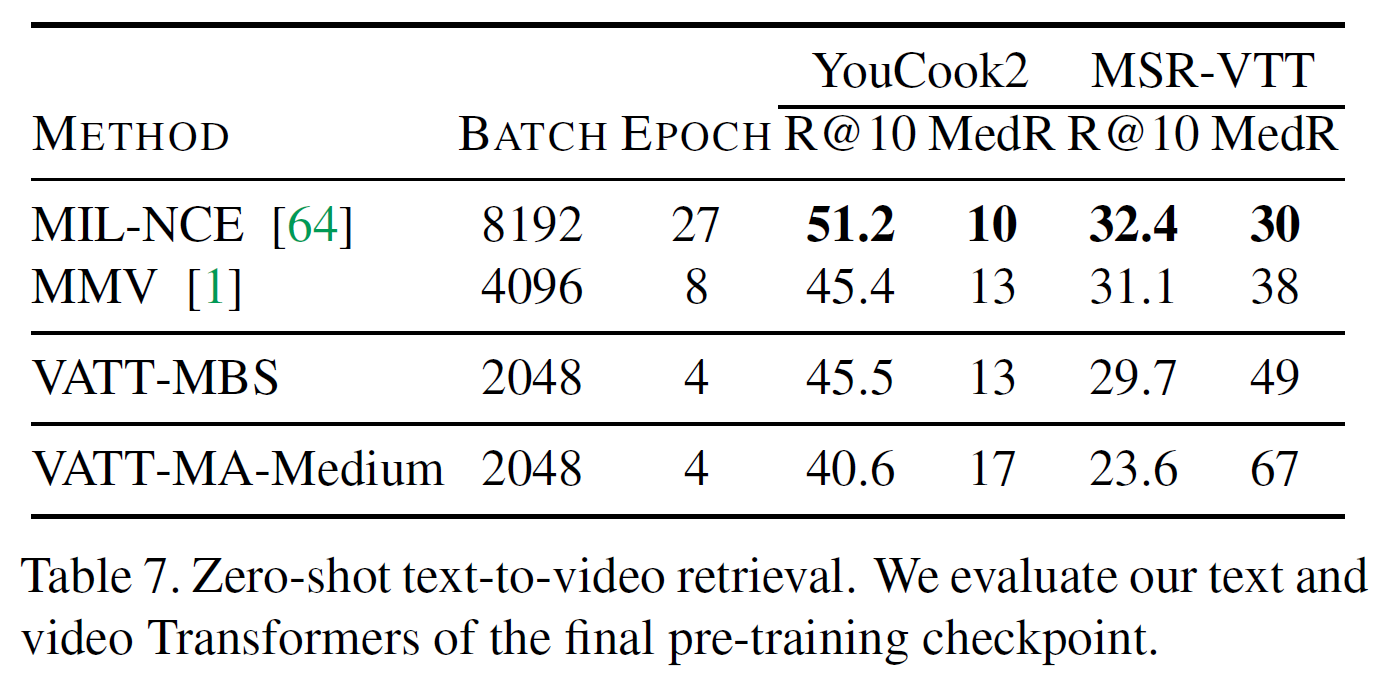 YouCook2 MSR-VTT
METHOD BATCH EPOCH R@10 MedR R@10 MedR
MIL-NCE [64] 8192 27 51.2 10 32.4 30
MMV [1] 4096 8 45.4 13 31.1 38
VATT-MBS 2048 4 45.5 13 29.7 49
VATT-MA-Medium 2048 4 40.6 17 23.6 67
Table 7. Zero-shot text-to-video retrieval. We evaluate our text and
video Transformers of the final pre-training checkpoint.